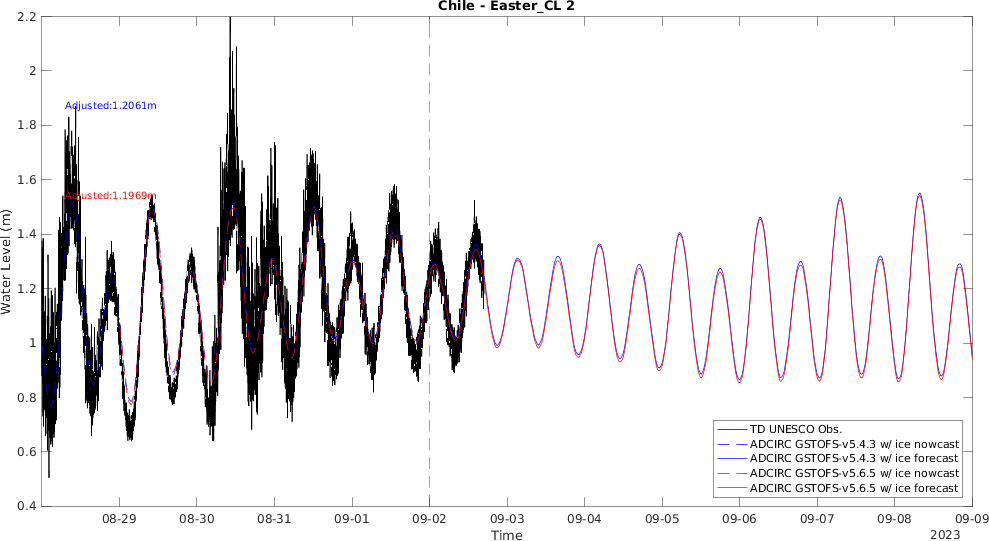 Chile - Easter_CL 2
2.2
2
1.8
1.6
1.4
1.2
1
0.8
0.6
0.4
Water Level (m)
Adjusted:1.2061m
Adjusted:1.1969m
TD UNESCO Obs.
ADCIRC GSTOFS-v5.4.3 w/ ice nowcast
ADCIRC GSTOFS-v5.4.3 w/ ice forecast
ADCIRC GSTOFS-v5.6.5 w/ ice nowcast
ADCIRC GSTOFS-v5.6.5 w/ ice forecast
08-29 08-30 08-31 09-01 09-02 09-03 09-04 09-05 09-06 09-07 09-08 09-09
Time
2023